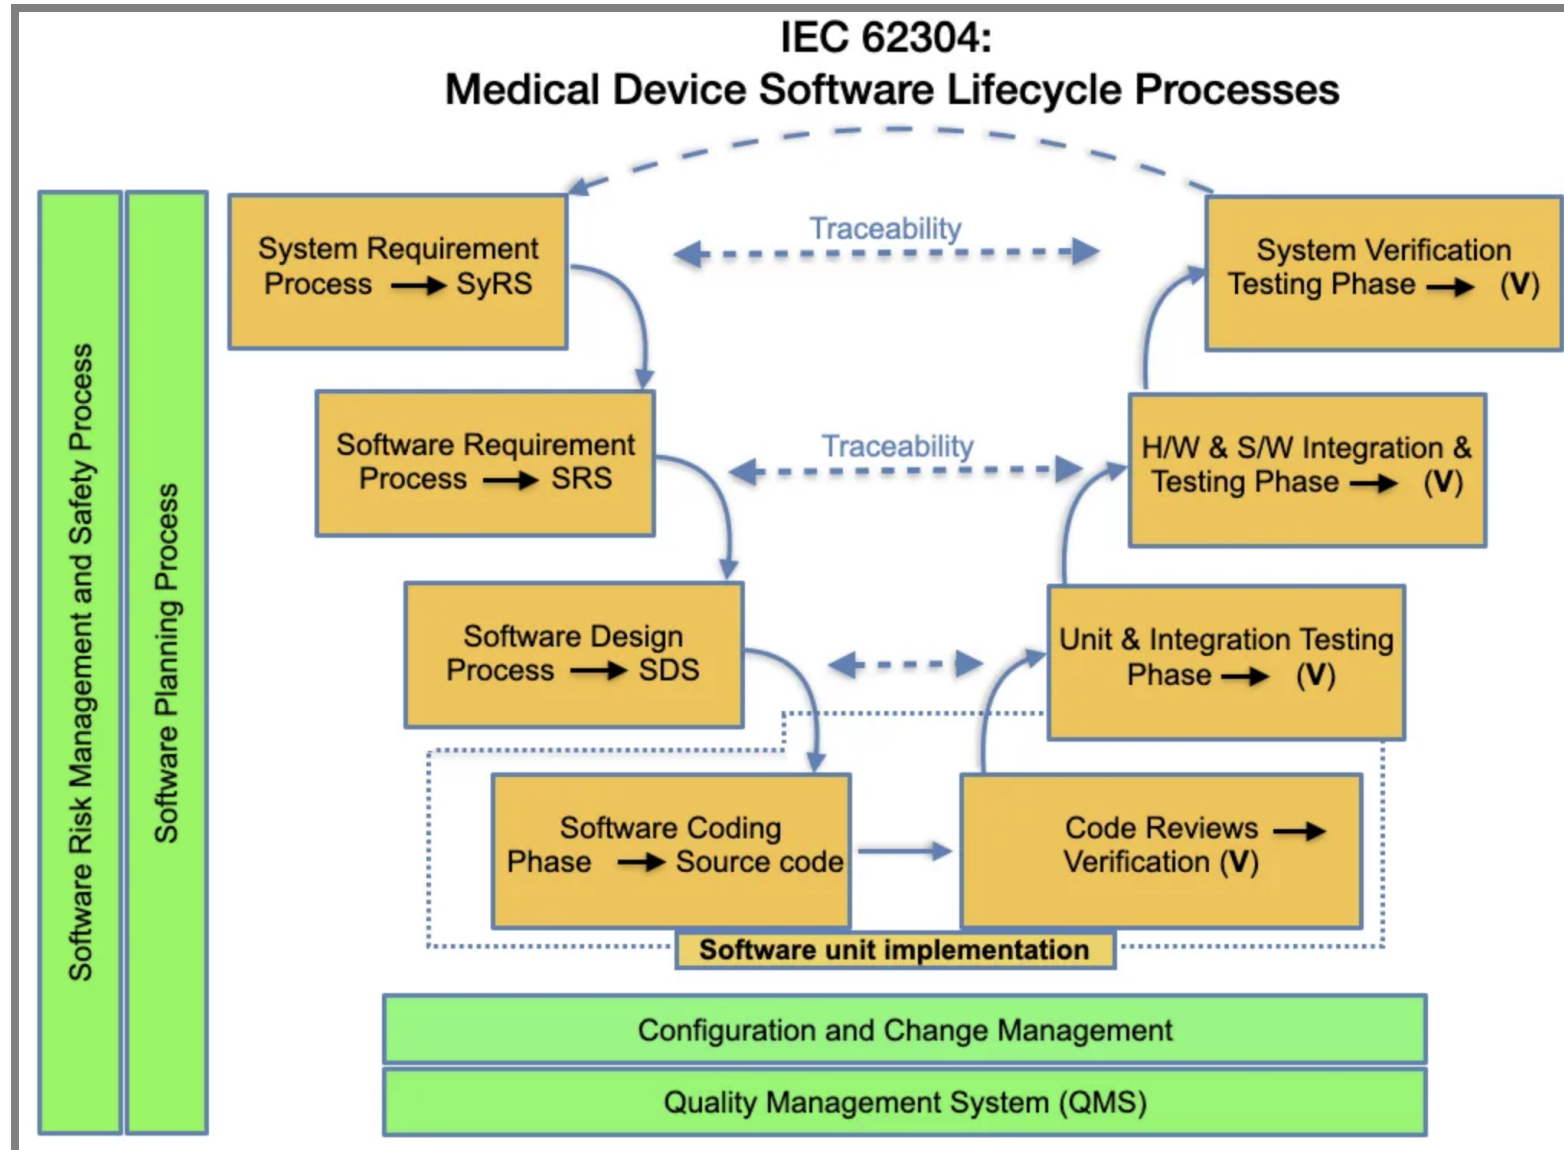 IEC 62304:
Medical Device Software Lifecycle Processes
Software Risk Management and Safety Process
Software Planning Process
System Requirement
Process → SyRS
Traceability
System Verification
Testing Phase → (V)
Software Requirement
Process → SRS
Traceability
H/W & S/W Integration &
Testing Phase → (V)
Software Design
Process → SDS
Unit & Integration Testing
Phase → (V)
Software Coding
Phase → Source code
Code Reviews →
Verification (V)
Software unit implementation
Configuration and Change Management
Quality Management System (QMS)